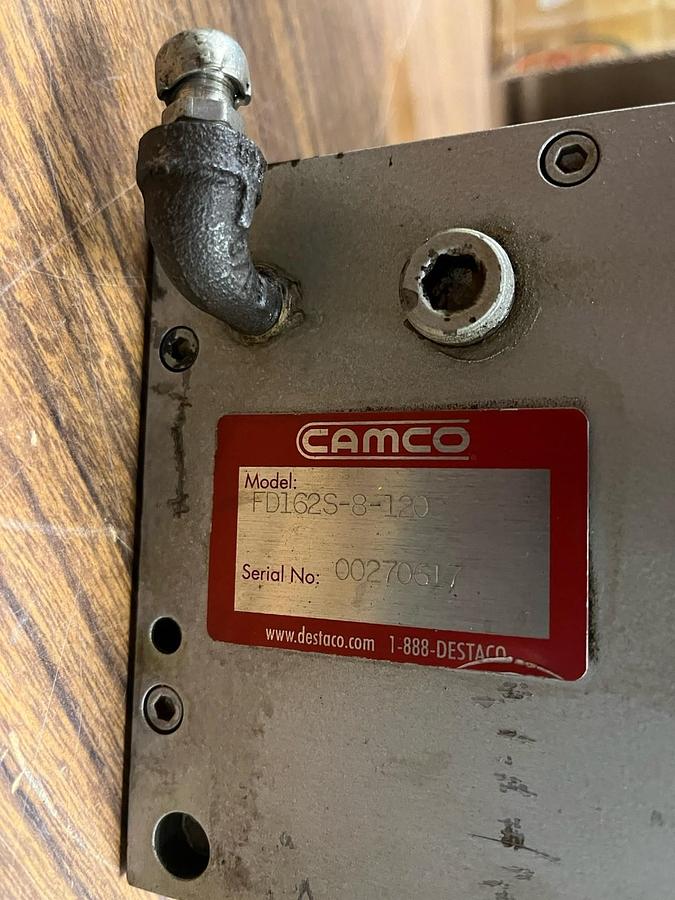 CAMCO
Model:
FD162S-8-120
Serial No: 00270617
www.destaco.com 1-888-DESTACO